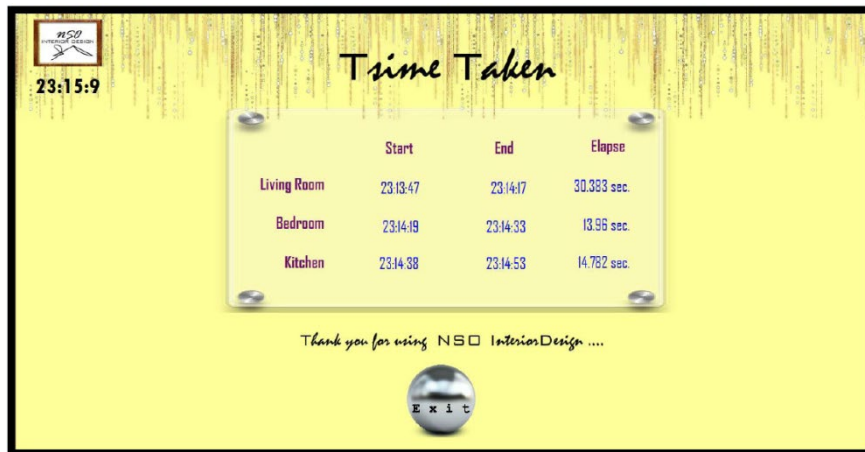 NSO
INTERIOR DESIGN
23:15:9
Tsime Taken
Start End Elapse
Living Room 23:13:47 23:14:17 30.383 sec.
Bedroom 23:14:19 23:14:33 13.96 sec.
Kitchen 23:14:38 23:14:53 14.782 sec.
Thank you for using NSO InteriorDesign ....
Exit